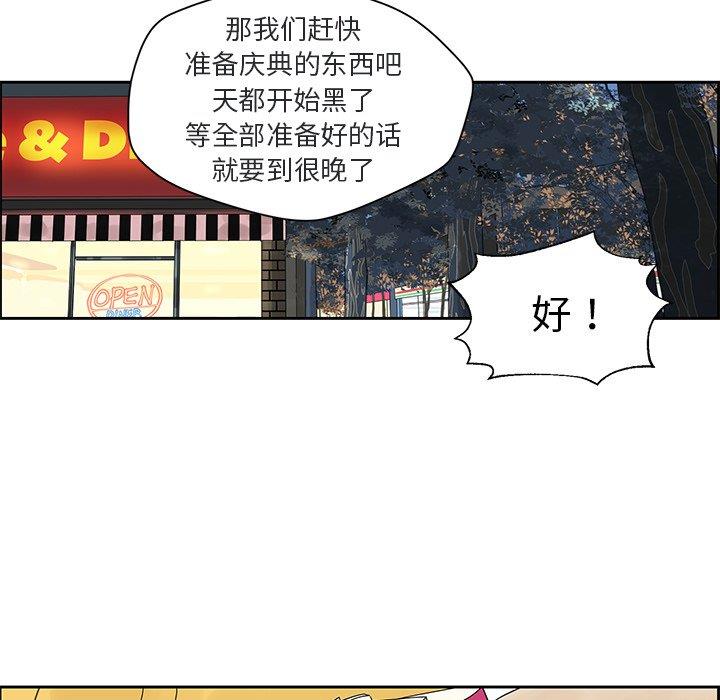 那我们赶快
准备庆典的东西吧
天都开始黑了
等全部准备好的话
就要到很晚了
& D
OPEN
DINER
好！